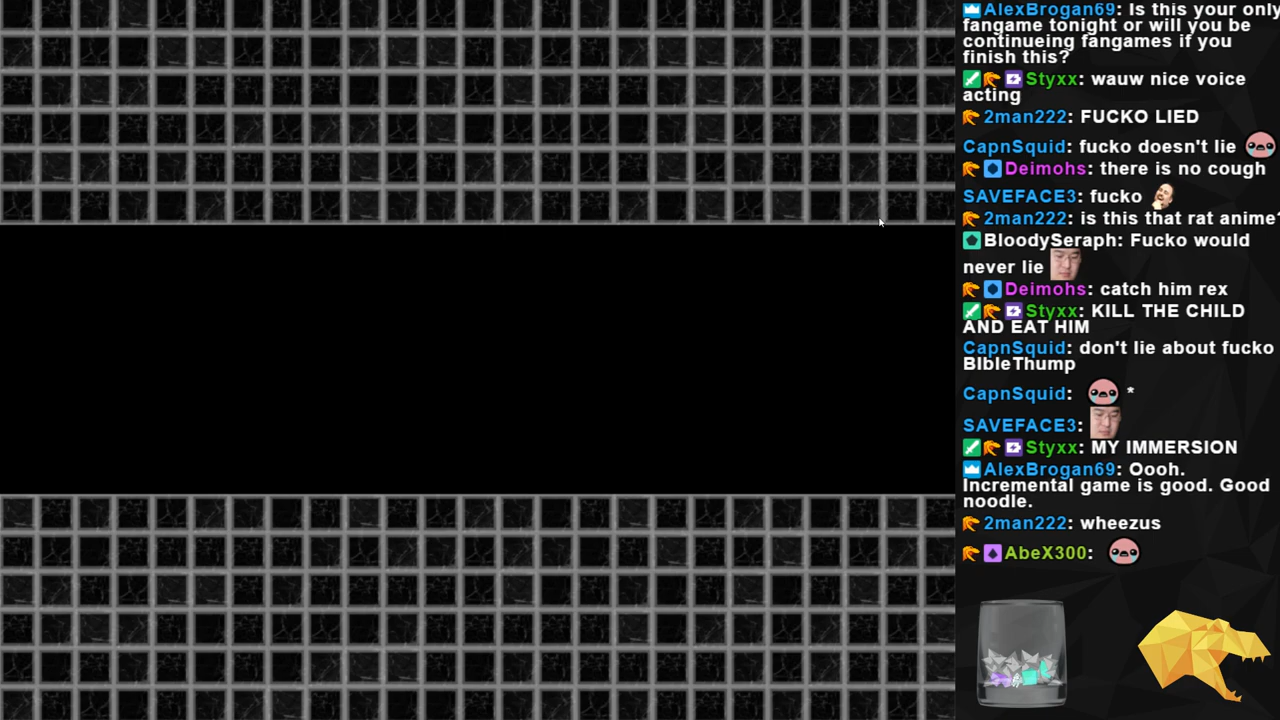 AlexBrogan69: Is this your only
fangame tonight or will you be
continueing fangames if you
finish this?
Styxx: wauw nice voice
acting
2man222: FUCKO LIED
CapnSquid: fucko doesn't lie
Deimohs: there is no cough
SAVEFACE3: fucko
2man222: is this that rat anime?
BloodySeraph: Fucko would
never lie
Deimohs: catch him rex
Styxx: KILL THE CHILD
AND EAT HIM
CapnSquid: don't lie about fucko
BIbleThump
CapnSquid: *
SAVEFACE3:
Styxx: MY IMMERSION
AlexBrogan69: Oooh.
Incremental game is good. Good
noodle.
2man222: wheezus
AbeX300: